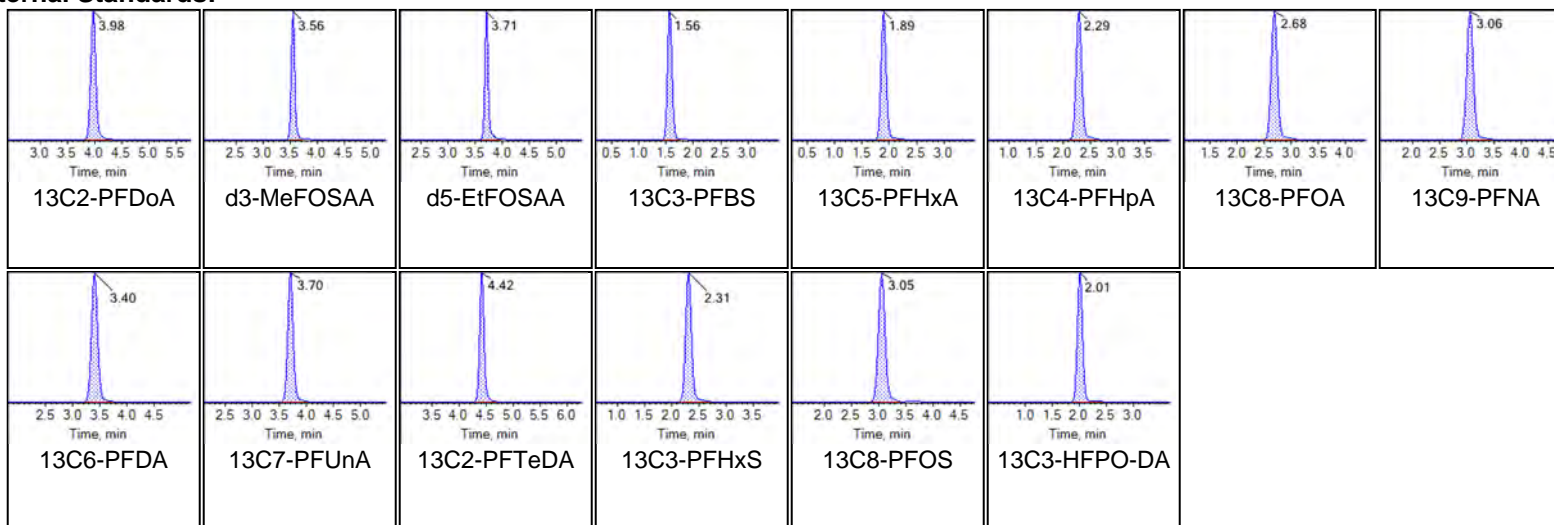 3.98 3.56 3.71 1.56 1.89 2.29 2.68 3.06
3.0 3.5 4.0 4.5 5.0 5.5 2.5 3.0 3.5 4.0 4.5 5.0 2.5 3.0 3.5 4.0 4.5 5.0 0.5 1.0 1.5 2.0 2.5 3.0 0.5 1.0 1.5 2.0 2.5 3.0 1.0 1.5 2.0 2.5 3.0 3.5 1.5 2.0 2.5 3.0 3.5 4.0 2.0 2.5 3.0 3.5 4.0 4.5
Time, min Time, min Time, min Time, min Time, min Time, min Time, min Time, min
13C2-PFDoA d3-MeFOSAA d5-EtFOSAA 13C3-PFBS 13C5-PFHxA 13C4-PFHpA 13C8-PFOA 13C9-PFNA
3.40 3.70 4.42 2.31 3.05 2.01
2.5 3.0 3.5 4.0 4.5 2.5 3.0 3.5 4.0 4.5 5.0 3.5 4.0 4.5 5.0 5.5 6.0 1.0 1.5 2.0 2.5 3.0 3.5 2.0 2.5 3.0 3.5 4.0 4.5 1.0 1.5 2.0 2.5 3.0
Time, min Time, min Time, min Time, min Time, min Time, min
13C6-PFDA 13C7-PFUnA 13C2-PFTeDA 13C3-PFHxS 13C8-PFOS 13C3-HFPO-DA